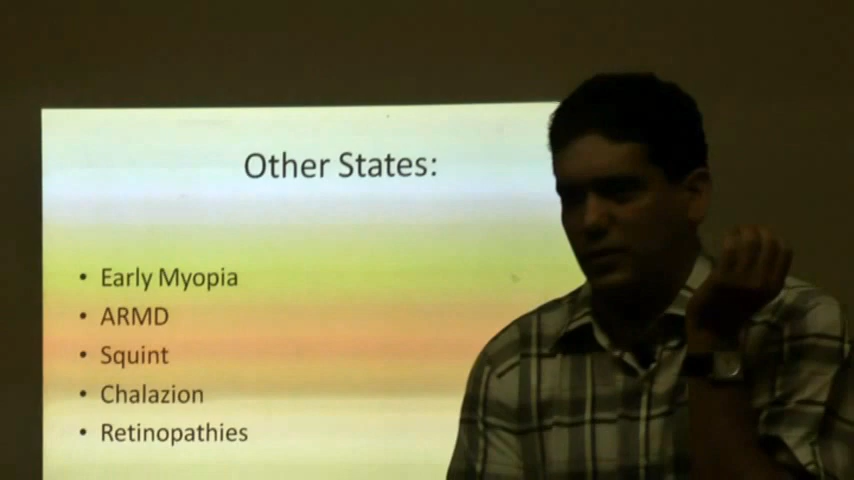 Other States:
• Early Myopia
• ARMD
• Squint
• Chalazion
• Retinopathies